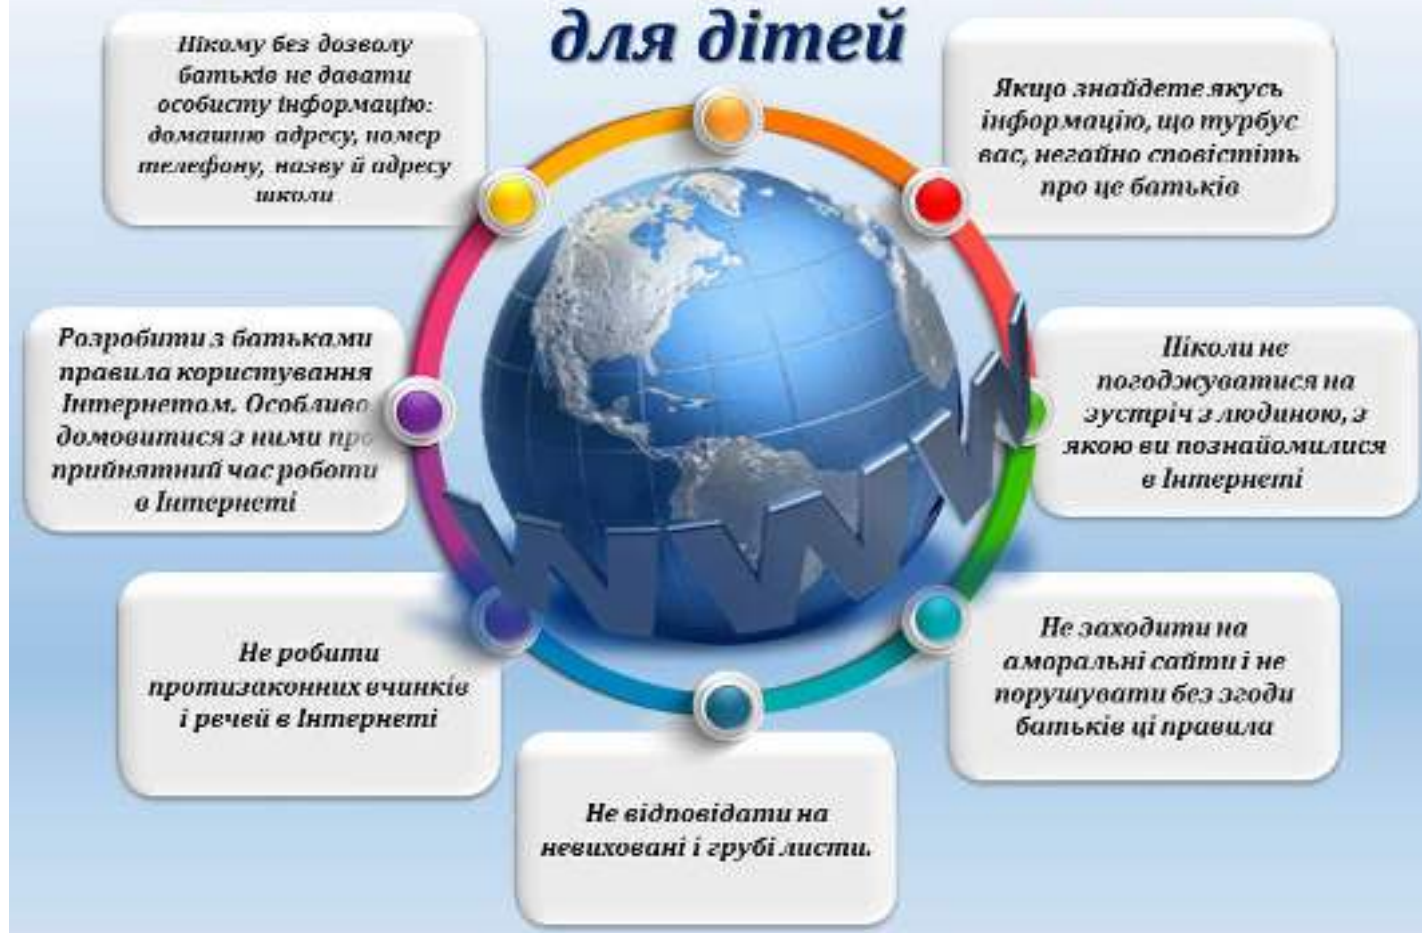 для дітей
Нікому без дозволу
батьків не давати
особисту інформацію:
домашню адресу, номер
телефону, назву й адресу
школи
Якщо знайдете якусь
інформацію, що турбує
вас, негайно сповістіть
про це батьків
Розробити з батьками
правила користування
Інтернетом. Особливо
домовитися з ними про
прийнятний час роботи
в Інтернеті
Ніколи не
погоджуватися на
зустріч з людиною, з
якою ви познайомилися
в Інтернеті
Не робити
протизаконних вчинків
і речей в Інтернеті
Не заходити на
аморальні сайти і не
порушувати без згоди
батьків ці правила
Не відповідати на
невиховані і грубі листи.
WWW